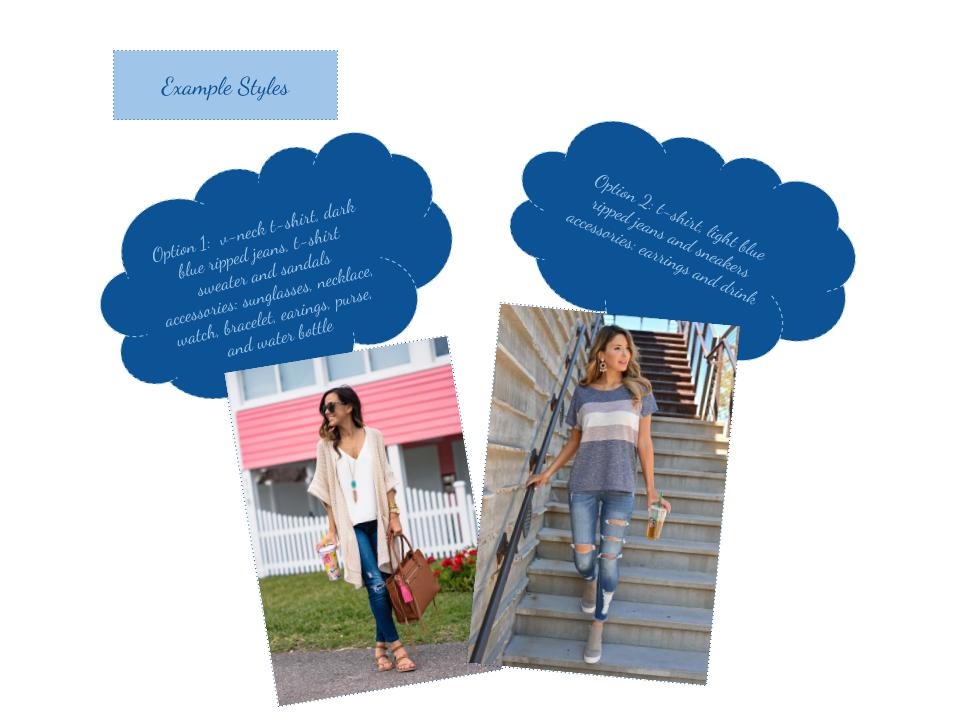 Example Styles
Option 1:  v-neck t-shirt, dark
blue ripped jeans, t-shirt
sweater and sandals
accessories: sunglasses, necklace,
watch, bracelet, earings, purse,
and water bottle
Option 2: t-shirt, light blue
ripped jeans and sneakers
accessories: earrings and drink